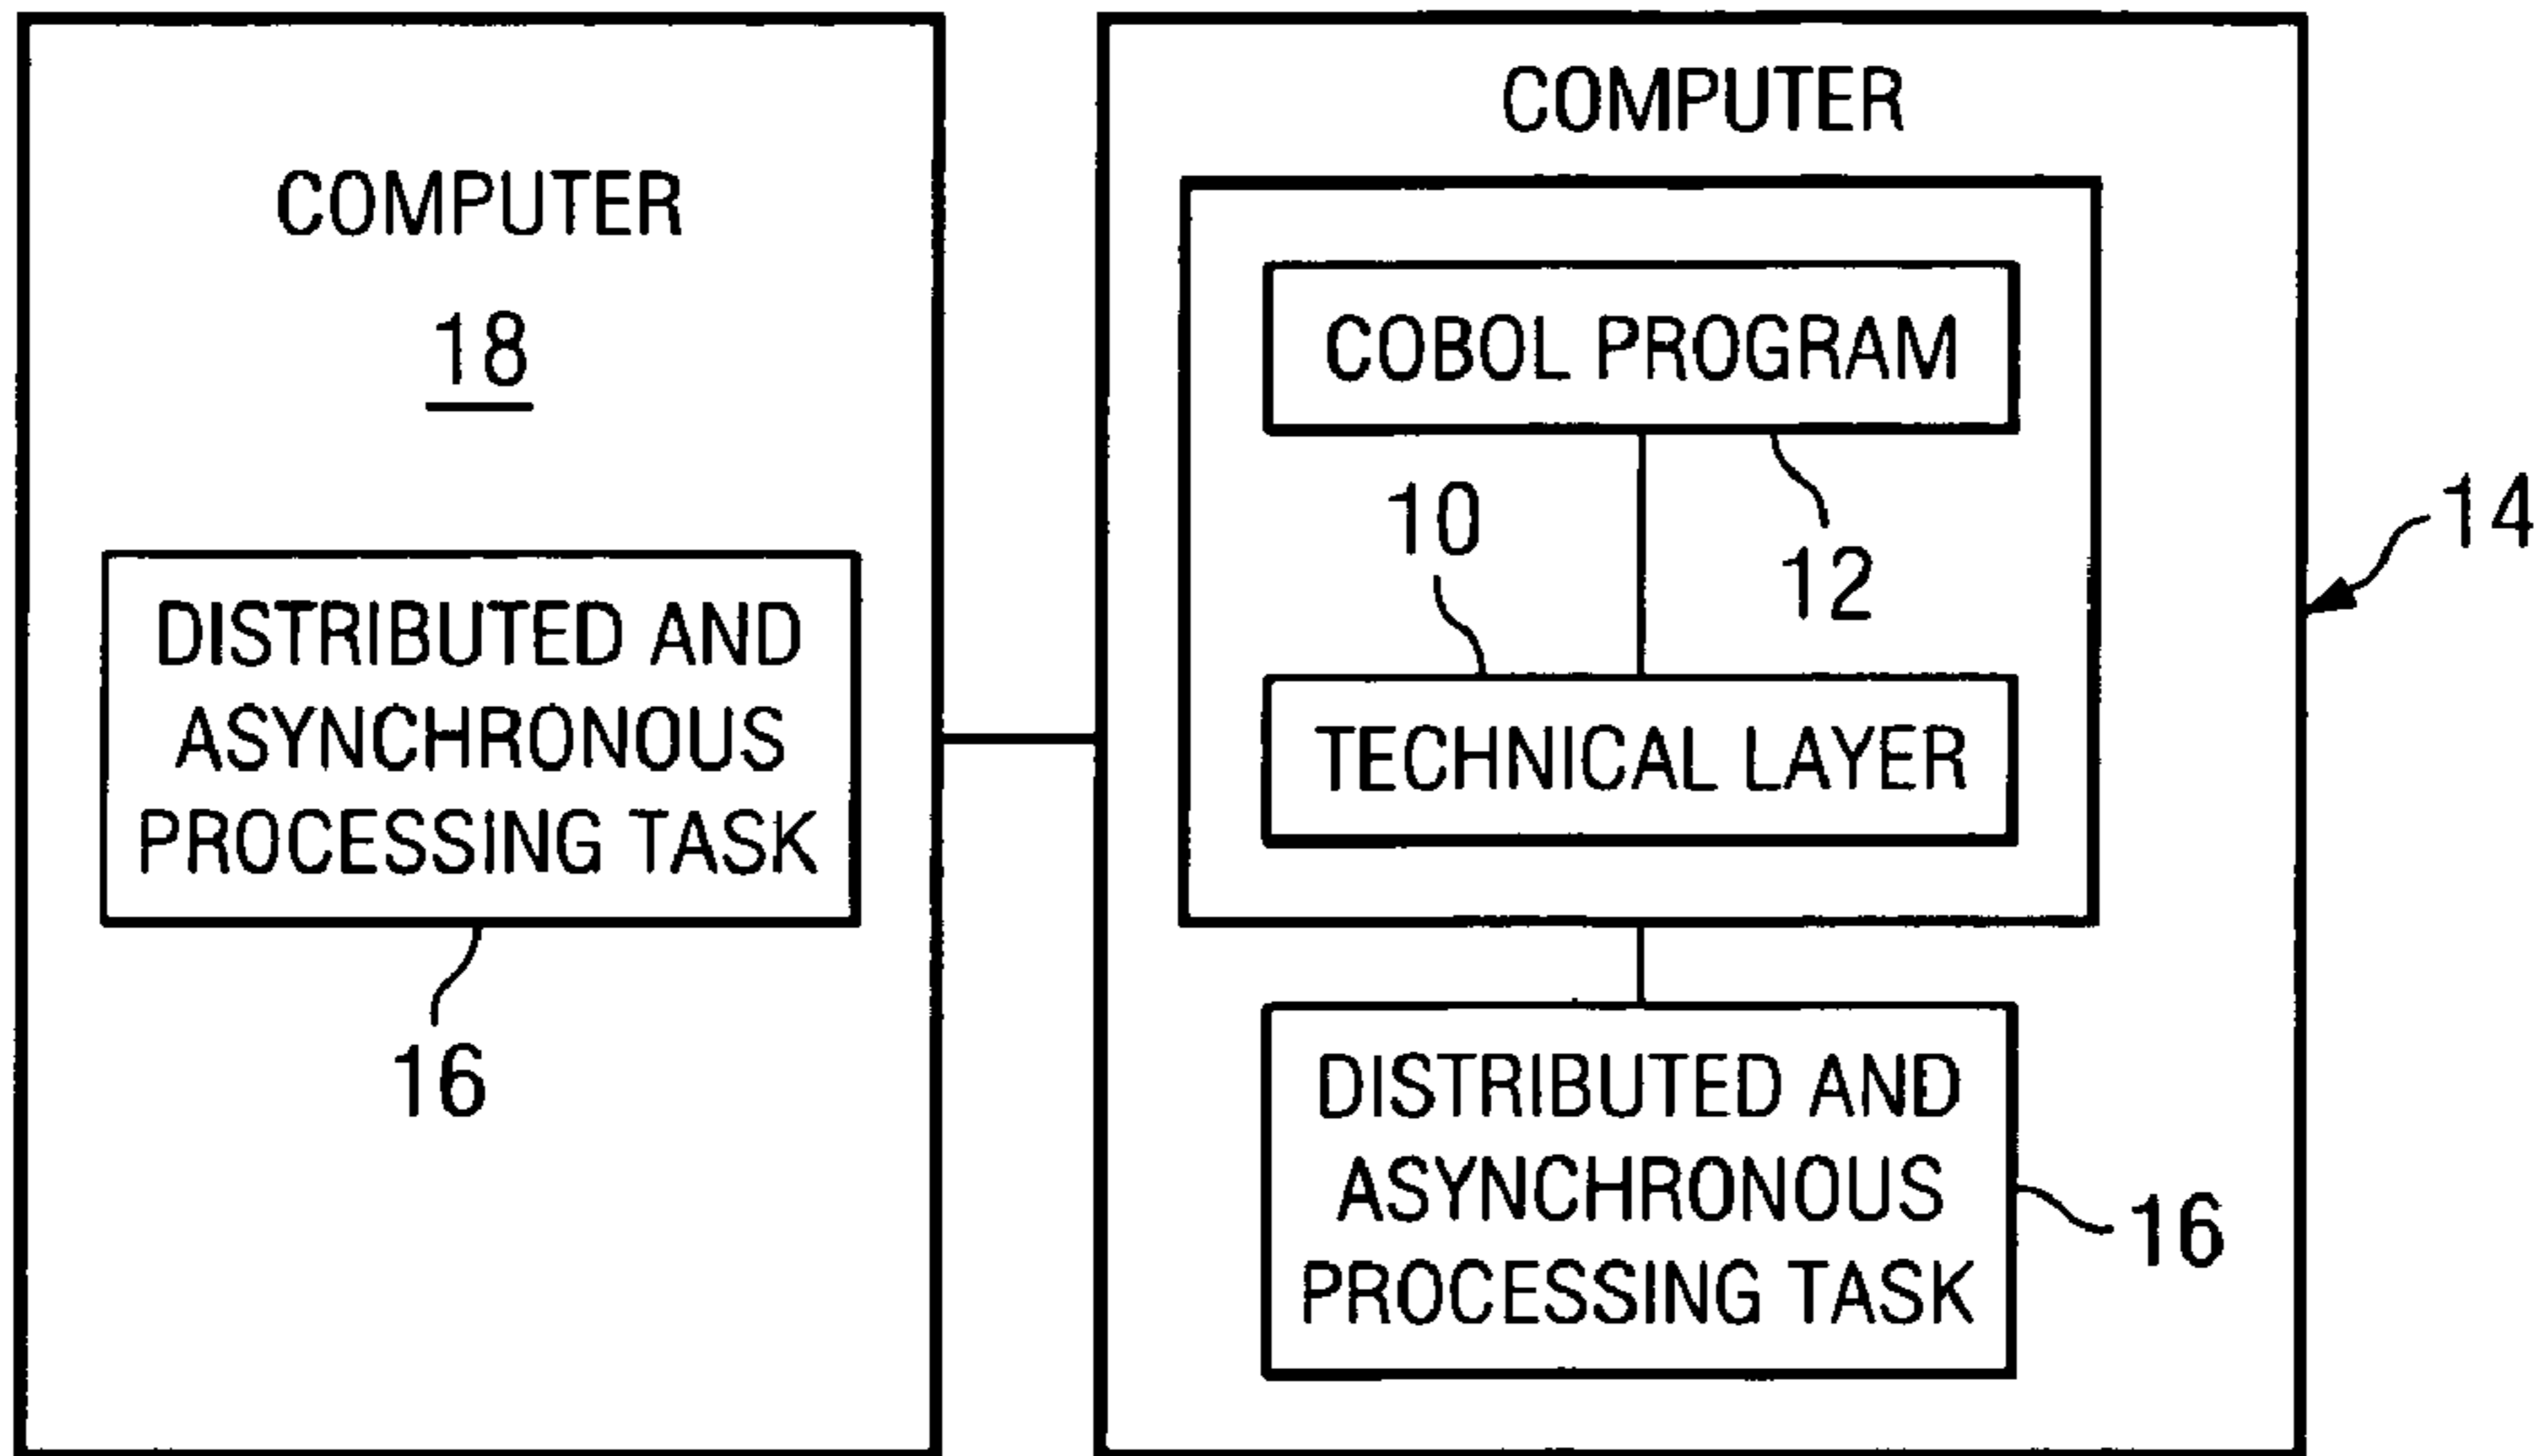 COMPUTER
18
DISTRIBUTED AND
ASYNCHRONOUS
PROCESSING TASK
16
COMPUTER
COBOL PROGRAM
10
12
TECHNICAL LAYER
14
DISTRIBUTED AND
ASYNCHRONOUS
PROCESSING TASK
16